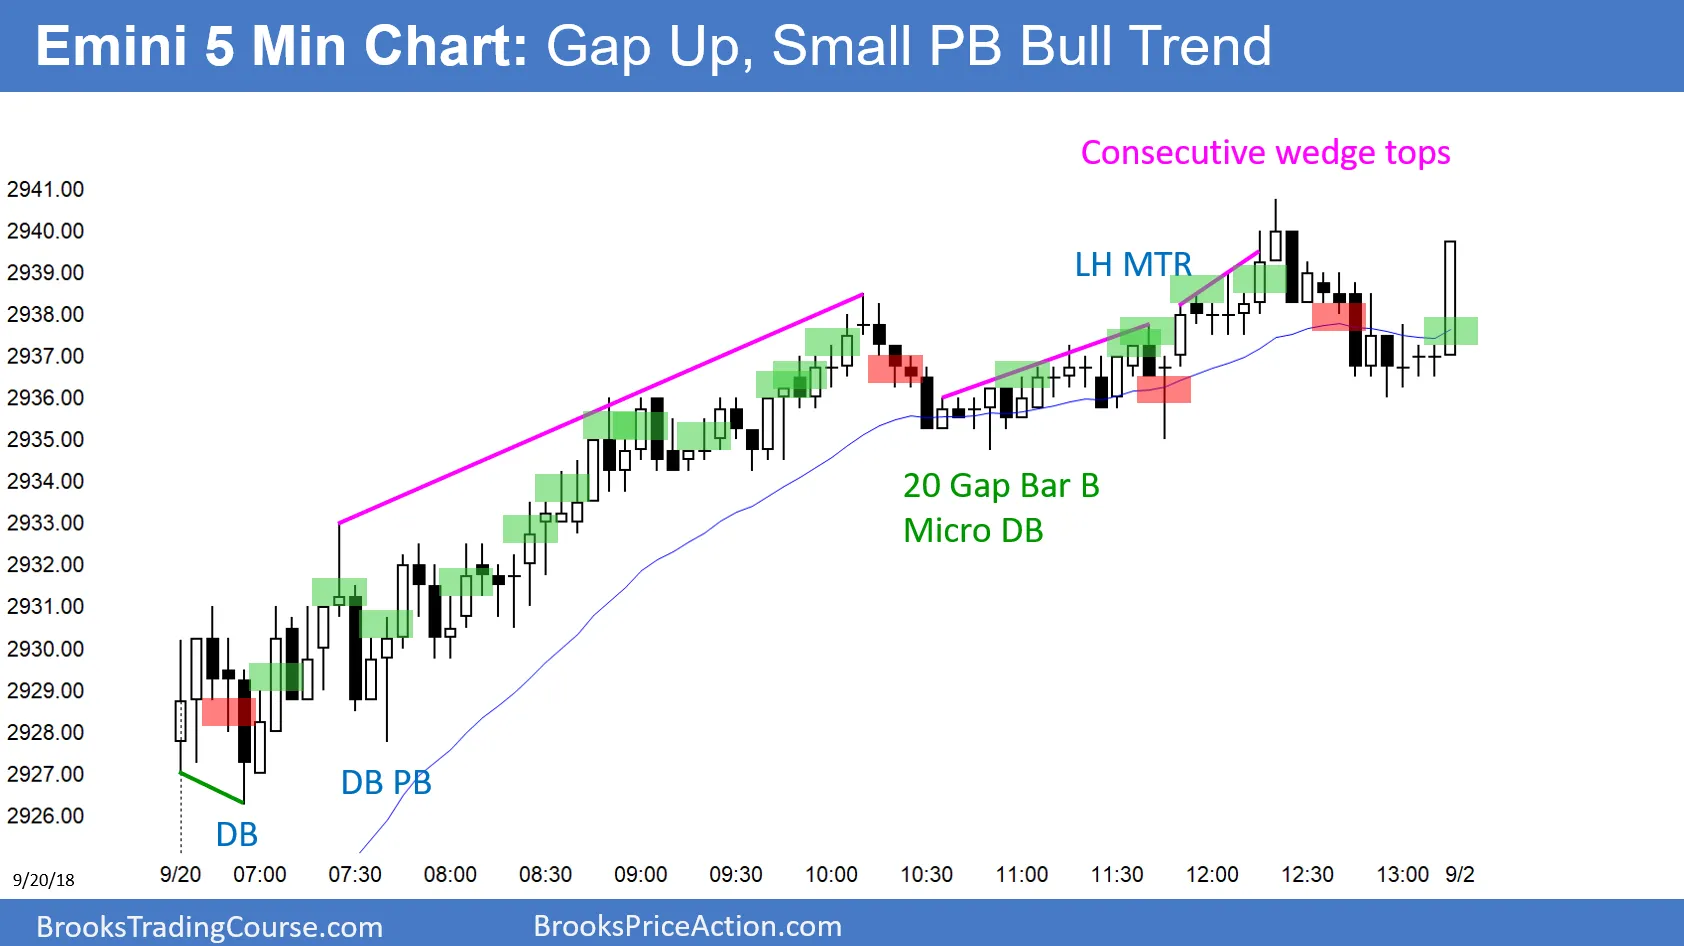 Emini 5 Min Chart: Gap Up, Small PB Bull Trend
Consecutive wedge tops
2941.00
2940.00
LH MTR
2939.00
2938.00
2937.00
2936.00
2935.00
20 Gap Bar B
Micro DB
2934.00
2933.00
2932.00
2931.00
2930.00
2929.00
2928.00
2927.00
DB PB
2926.00
DB
9/20/18
9/20 07:00 07:30 08:00 08:30 09:00 09:30 10:00 10:30 11:00 11:30 12:00 12:30 13:00 9/2
BrooksTradingCourse.com
BrooksPriceAction.com